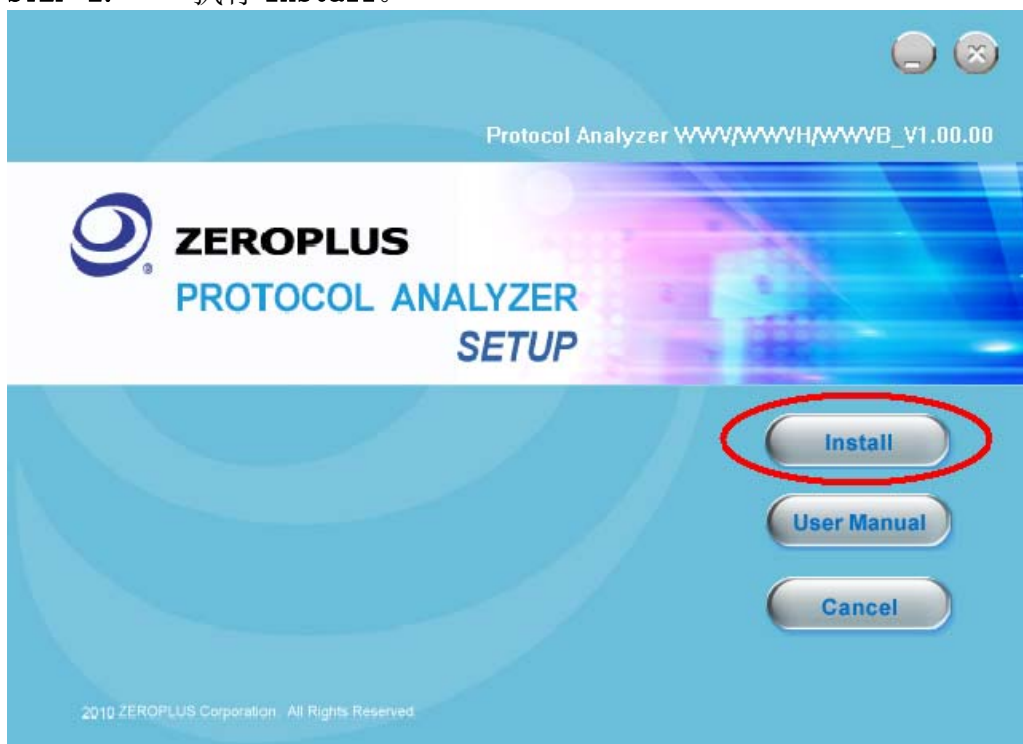 Install。
Protocol Analyzer WWV/WWVH/WWVB_V1.00.00
ZEROPLUS
®
PROTOCOL ANALYZER
SETUP
Install
User Manual
Cancel
2010 ZEROPLUS Corporation. All Rights Reserved.